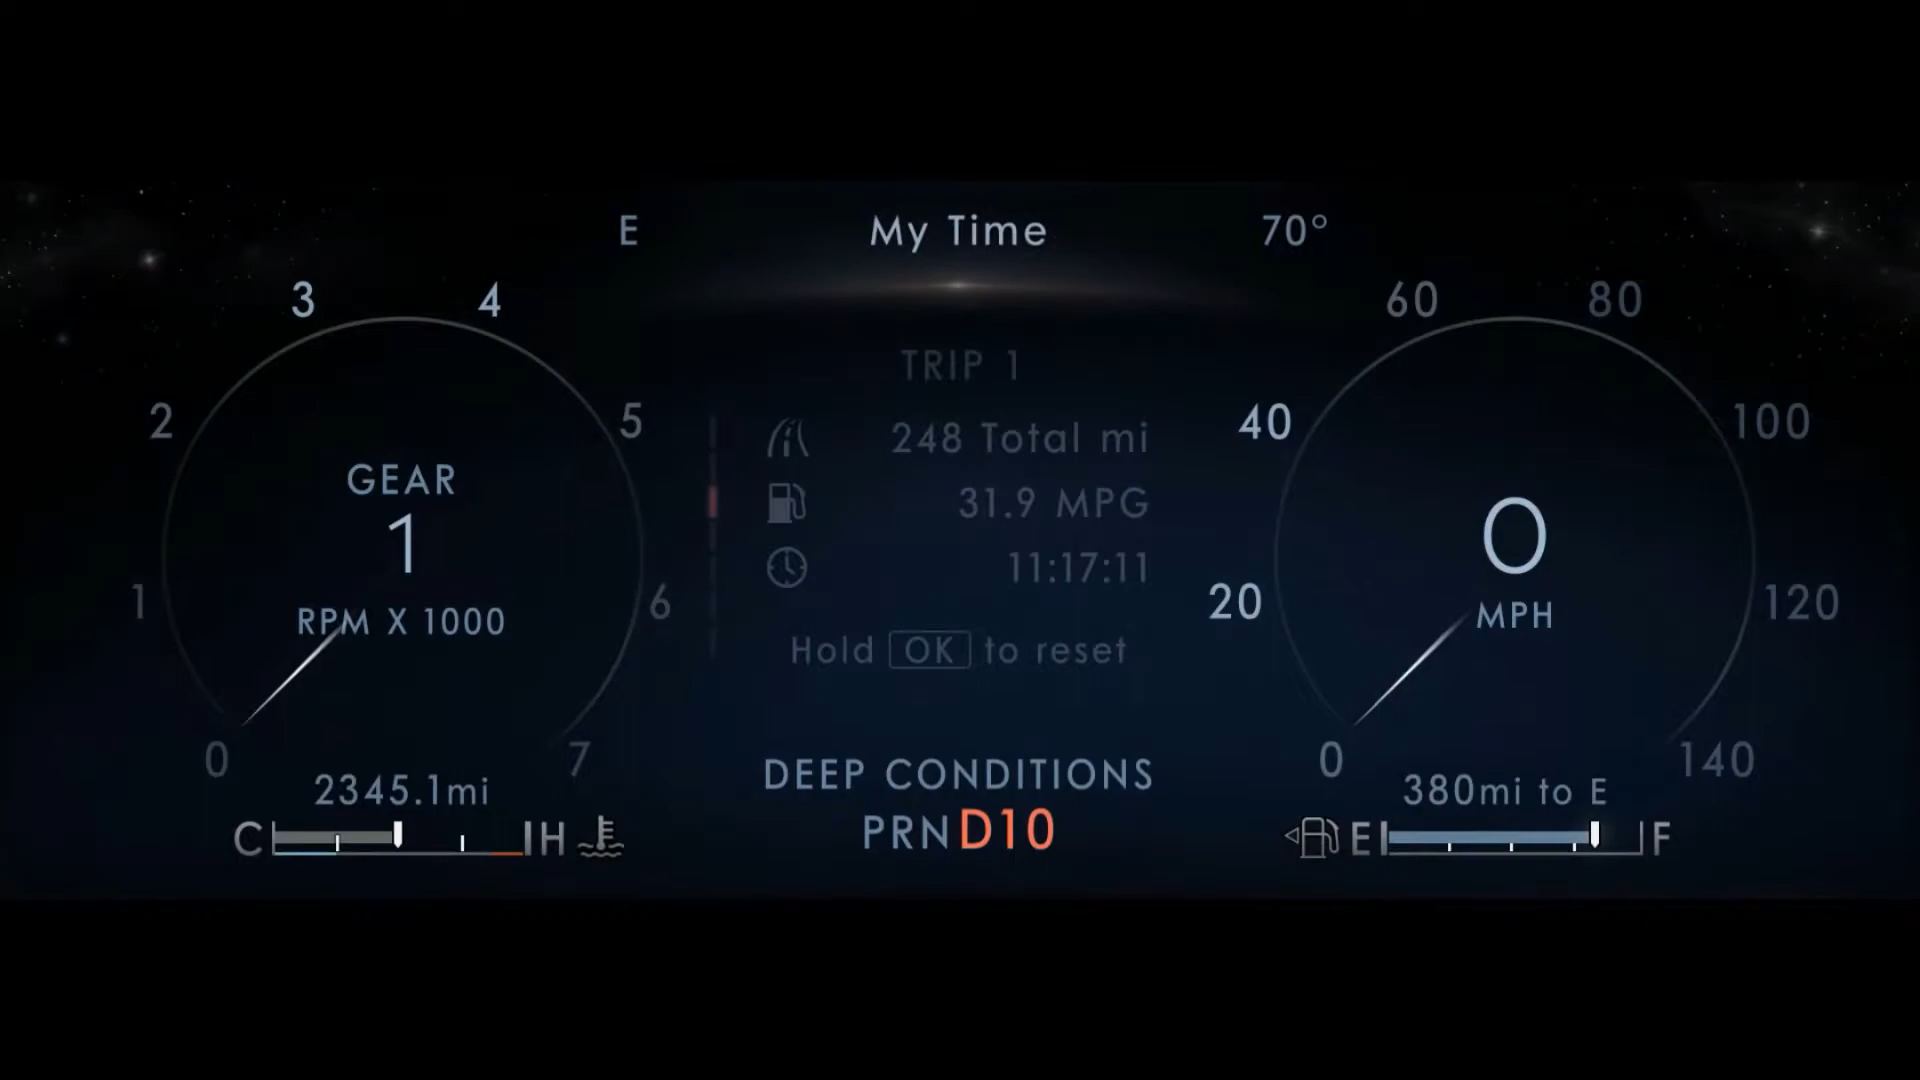 E
My Time
70°
3
4
60
80
2
5
40
100
GEAR
1
RPM X 1000
1
6
TRIP 1
248 Total mi
31.9 MPG
11:17:11
Hold OK to reset
0
MPH
20
120
0
7
0
140
2345.1mi
C H
DEEP CONDITIONS
PRND10
380mi to E
E F